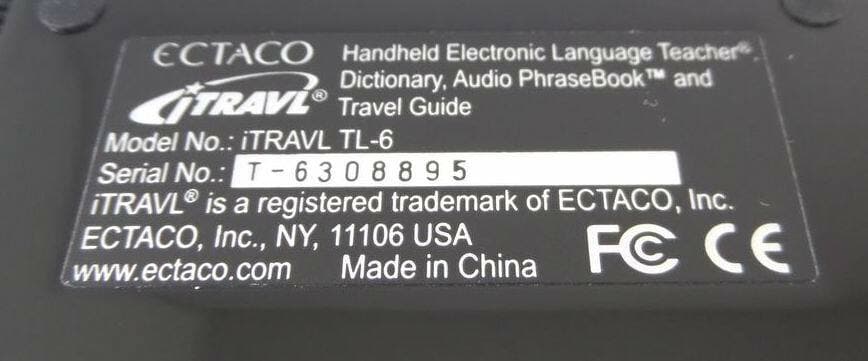 ECTACO Handheld Electronic Language Teacher®
iTRAVL® Dictionary, Audio PhraseBook™ and
Travel Guide
Model No.: iTRAVL TL-6
Serial No.: T-6308895
iTRAVL® is a registered trademark of ECTACO, Inc.
ECTACO, Inc., NY, 11106 USA
www.ectaco.com Made in China FC CE